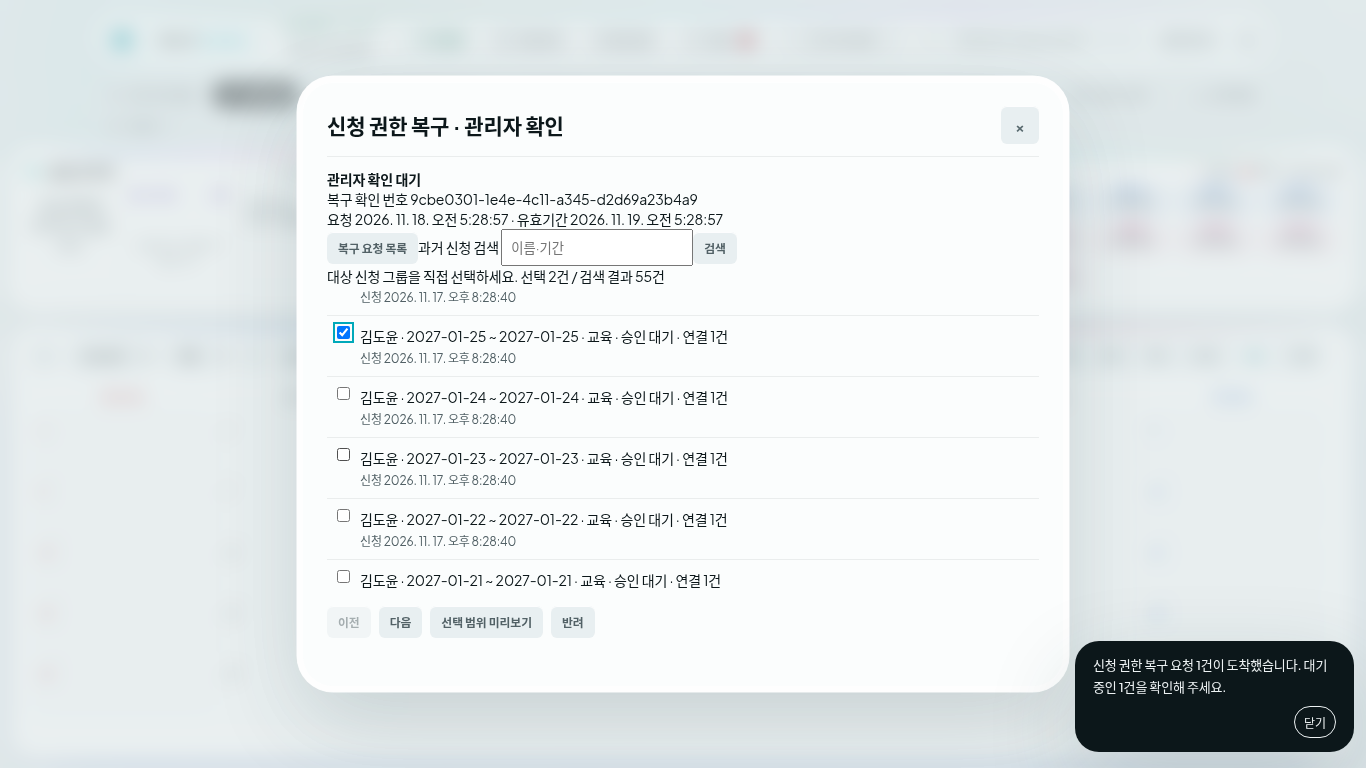 신청 권한 복구 · 관리자 확인
×
관리자 확인 대기
복구 확인 번호 9cbe0301-1e4e-4c11-a345-d2d69a23b4a9
요청 2026. 11. 18. 오전 5:28:57 · 유효기간 2026. 11. 19. 오전 5:28:57
복구 요청 목록 과거 신청 검색 이름·기간 검색
대상 신청 그룹을 직접 선택하세요. 선택 2건 / 검색 결과 55건
신청 2026. 11. 17. 오후 8:28:40
김도윤 · 2027-01-25 ~ 2027-01-25 · 교육 · 승인 대기 · 연결 1건
신청 2026. 11. 17. 오후 8:28:40
김도윤 · 2027-01-24 ~ 2027-01-24 · 교육 · 승인 대기 · 연결 1건
신청 2026. 11. 17. 오후 8:28:40
김도윤 · 2027-01-23 ~ 2027-01-23 · 교육 · 승인 대기 · 연결 1건
신청 2026. 11. 17. 오후 8:28:40
김도윤 · 2027-01-22 ~ 2027-01-22 · 교육 · 승인 대기 · 연결 1건
신청 2026. 11. 17. 오후 8:28:40
김도윤 · 2027-01-21 ~ 2027-01-21 · 교육 · 승인 대기 · 연결 1건
이전 다음 선택 범위 미리보기 반려
신청 권한 복구 요청 1건이 도착했습니다. 대기
중인 1건을 확인해 주세요.
닫기